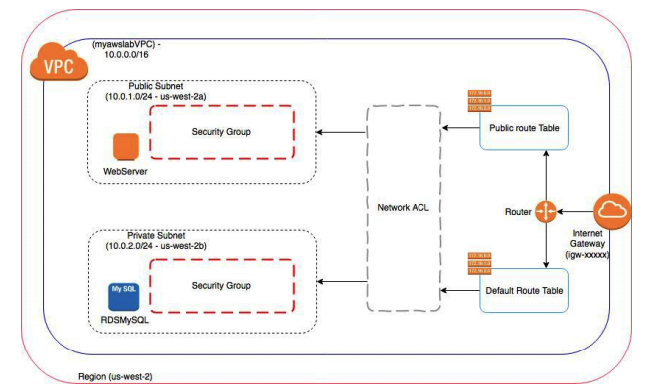 (myawslabVPC) -
10.0.0.0/16
VPC
Public Subnet
(10.0.1.0/24 - us-west-2a)
Security Group
WebServer
Public route Table
Network ACL
Router
Internet
Gateway
(igw-xxxxx)
Private Subnet
(10.0.2.0/24 - us-west-2b)
My SQL
Security Group
RDSMySQL
Default Route Table
Region (us-west-2)